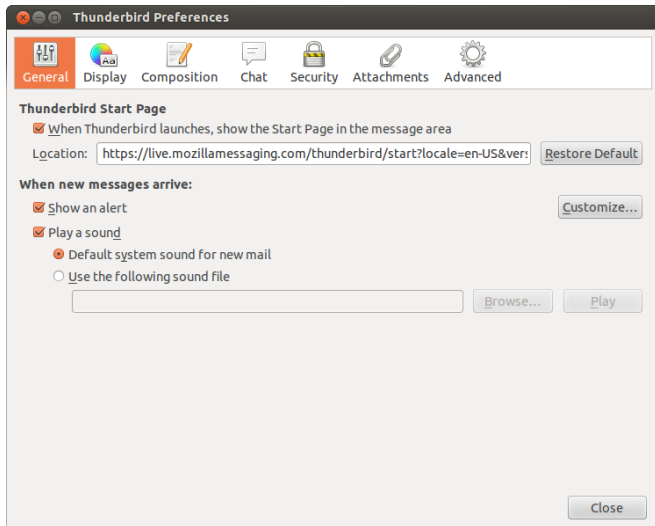 Thunderbird Preferences
General Display Composition Chat Security Attachments Advanced
Thunderbird Start Page
When Thunderbird launches, show the Start Page in the message area
Location: https://live.mozillamessaging.com/thunderbird/start?locale=en-US&vers Restore Default
When new messages arrive:
Show an alert Customize...
Play a sound
Default system sound for new mail
Use the following sound file
Browse... Play
Close